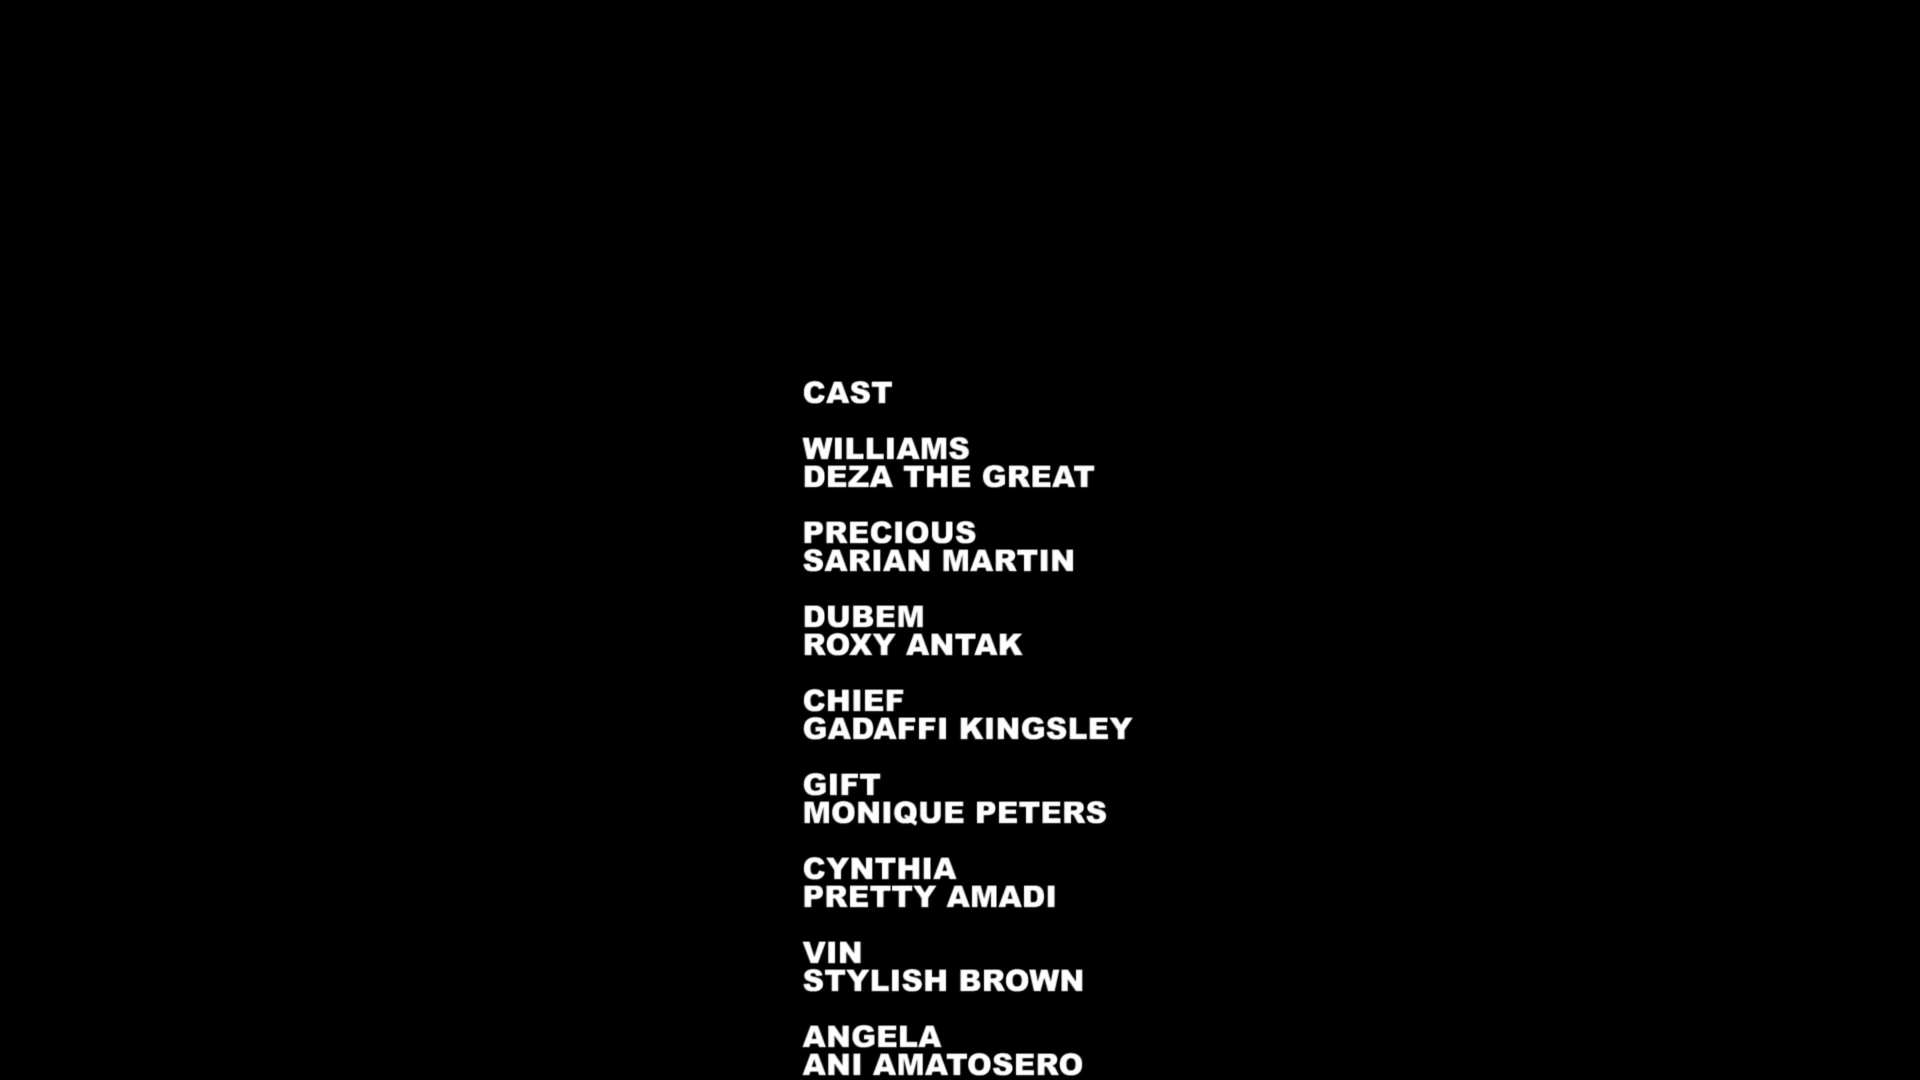 CAST
WILLIAMS
DEZA THE GREAT
PRECIOUS
SARIAN MARTIN
DUBEM
ROXY ANTAK
CHIEF
GADAFFI KINGSLEY
GIFT
MONIQUE PETERS
CYNTHIA
PRETTY AMADI
VIN
STYLISH BROWN
ANGELA
ANI AMATOSERO